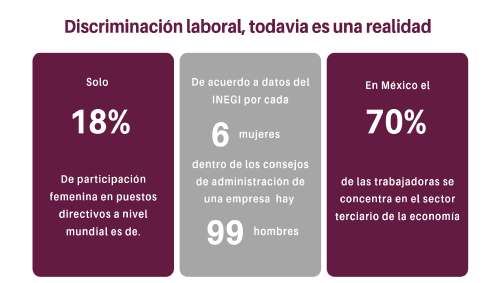 Discriminación laboral, todavia es una realidad
Solo
18%
De participación
femenina en puestos
directivos a nivel
mundial es de.
De acuerdo a datos del
INEGI por cada
6 mujeres
dentro de los consejos
de administración de
una empresa hay
99 hombres
En México el
70%
de las trabajadoras se
concentra en el sector
terciario de la economía